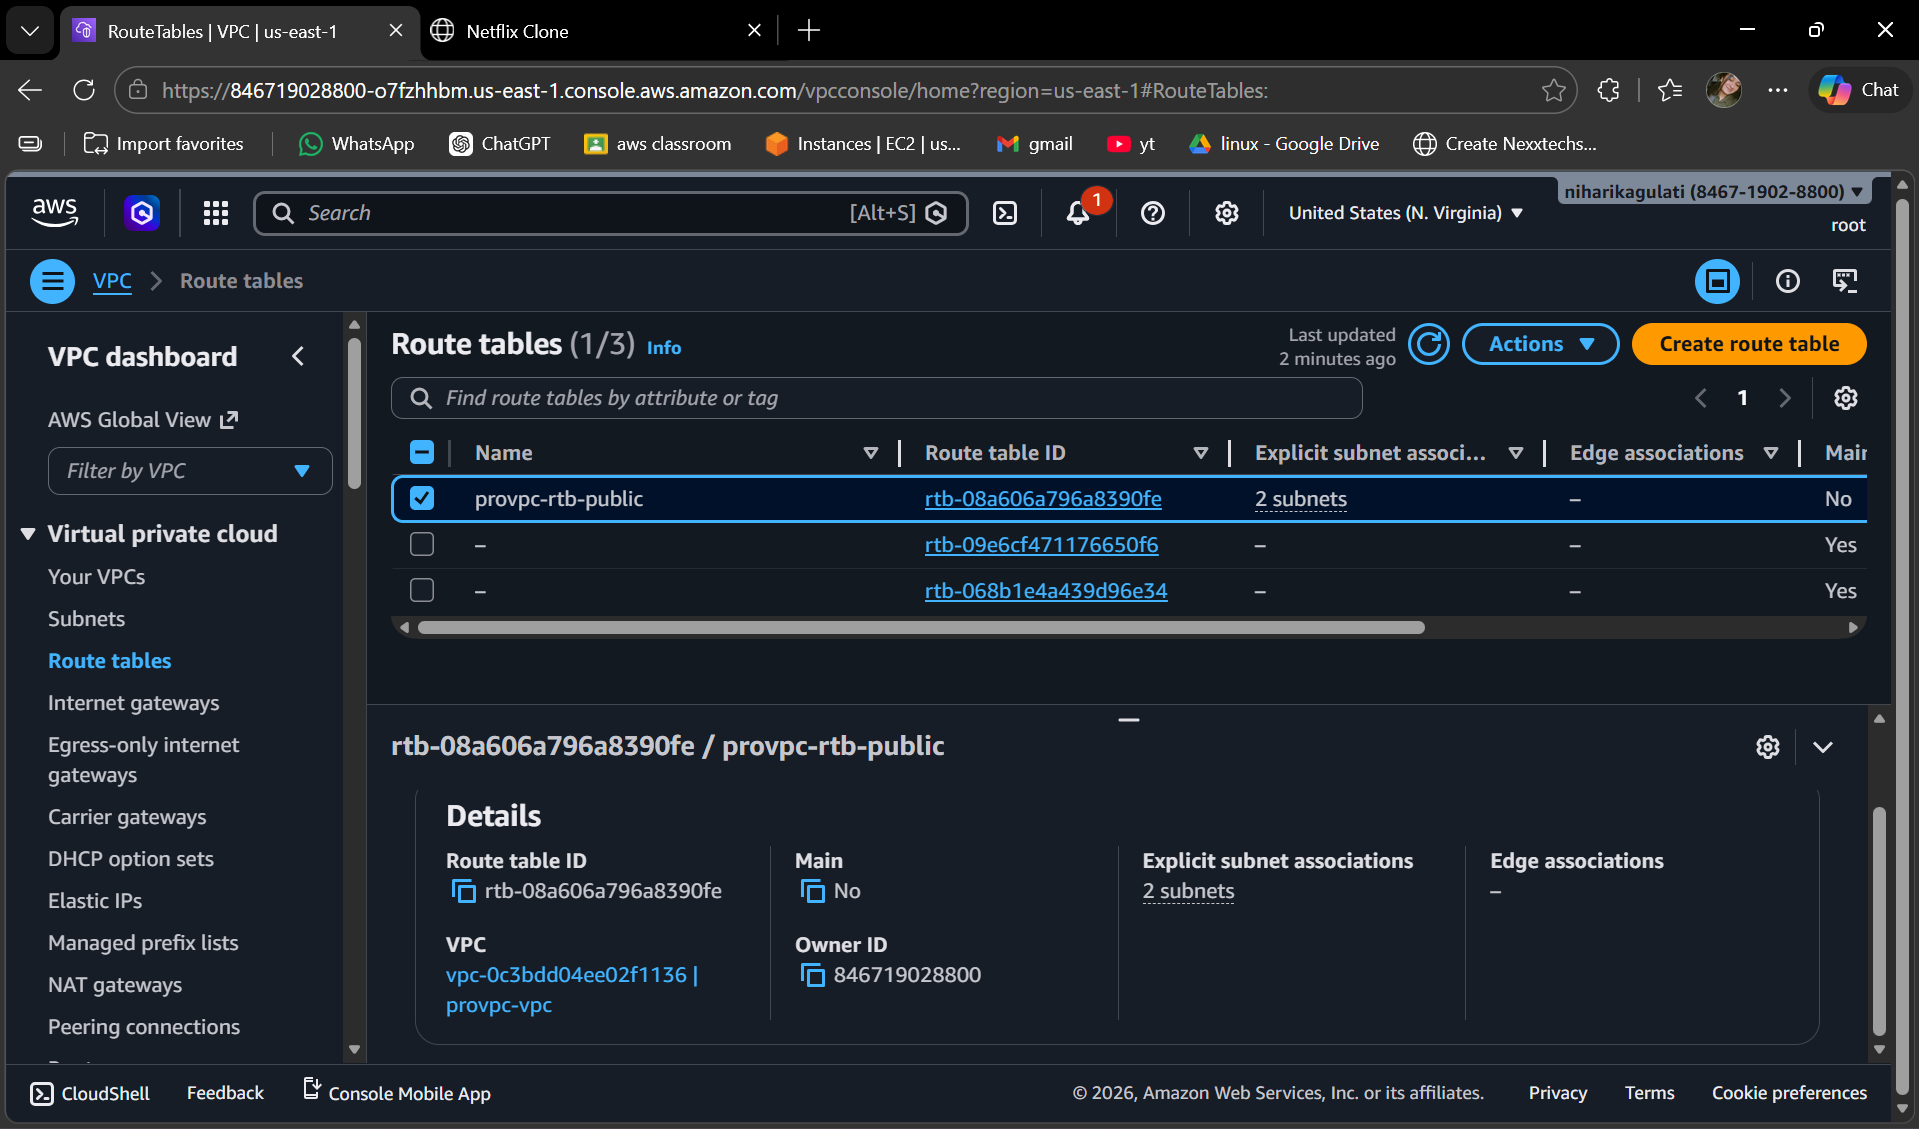 RouteTables | VPC | us-east-1
Netflix Clone
https://846719028800-o7fzhhbm.us-east-1.console.aws.amazon.com/vpcconsole/home?region=us-east-1#RouteTables:
Chat
Import favorites
WhatsApp
ChatGPT
aws classroom
Instances | EC2 | us...
gmail
yt
linux - Google Drive
Create Nexxtechs...
aws
Search
[Alt+S]
1
United States (N. Virginia)
niharikagulati (8467-1902-8800)
root
VPC
Route tables
VPC dashboard
AWS Global View
Filter by VPC
Virtual private cloud
Your VPCs
Subnets
Route tables
Internet gateways
Egress-only internet
gateways
Carrier gateways
DHCP option sets
Elastic IPs
Managed prefix lists
NAT gateways
Peering connections
Route tables (1/3) Info
Last updated
2 minutes ago
Actions
Create route table
Find route tables by attribute or tag
1
Name
Route table ID
Explicit subnet associ...
Edge associations
provpc-rtb-public
rtb-08a606a796a8390fe
2 subnets
–
No
–
rtb-09e6cf471176650f6
–
–
Yes
–
rtb-068b1e4a439d96e34
–
–
Yes
rtb-08a606a796a8390fe / provpc-rtb-public
Details
Route table ID
rtb-08a606a796a8390fe
Main
No
Explicit subnet associations
2 subnets
Edge associations
–
VPC
vpc-0c3bdd04ee02f1136 |
provpc-vpc
Owner ID
846719028800
CloudShell
Feedback
Console Mobile App
© 2026, Amazon Web Services, Inc. or its affiliates.
Privacy
Terms
Cookie preferences